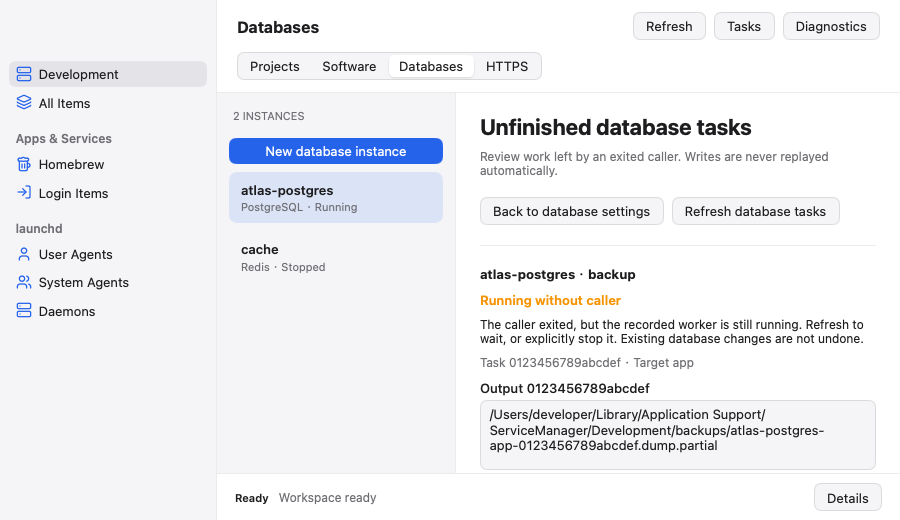 Development
All Items
Apps & Services
Homebrew
Login Items
launchd
User Agents
System Agents
Daemons
Databases
Refresh
Tasks
Diagnostics
Projects
Software
Databases
HTTPS
2 INSTANCES
New database instance
atlas-postgres
PostgreSQL · Running
cache
Redis · Stopped
Unfinished database tasks
Review work left by an exited caller. Writes are never replayed
automatically.
Back to database settings
Refresh database tasks
atlas-postgres · backup
Running without caller
The caller exited, but the recorded worker is still running. Refresh to
wait, or explicitly stop it. Existing database changes are not undone.
Task 0123456789abcdef · Target app
Output 0123456789abcdef
/Users/developer/Library/Application Support/
ServiceManager/Development/backups/atlas-postgres-
app-0123456789abcdef.dump.partial
Ready
Workspace ready
Details